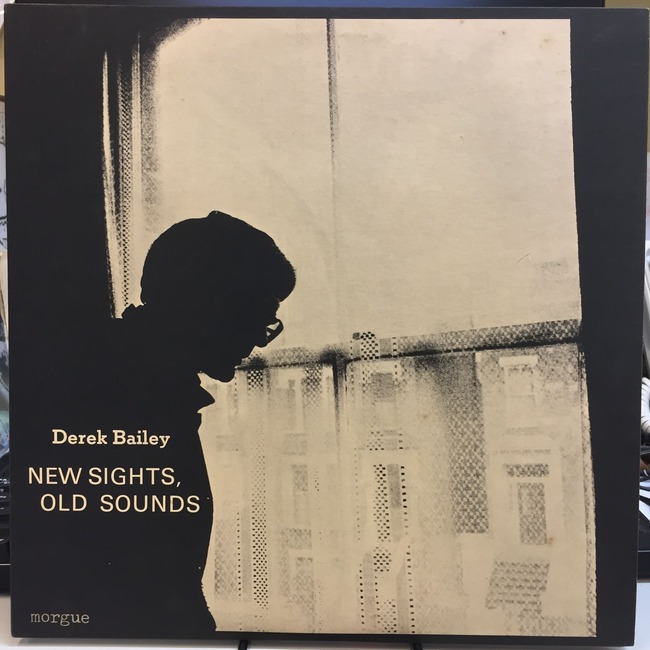 Derek Bailey
NEW SIGHTS,
OLD SOUNDS
morgue